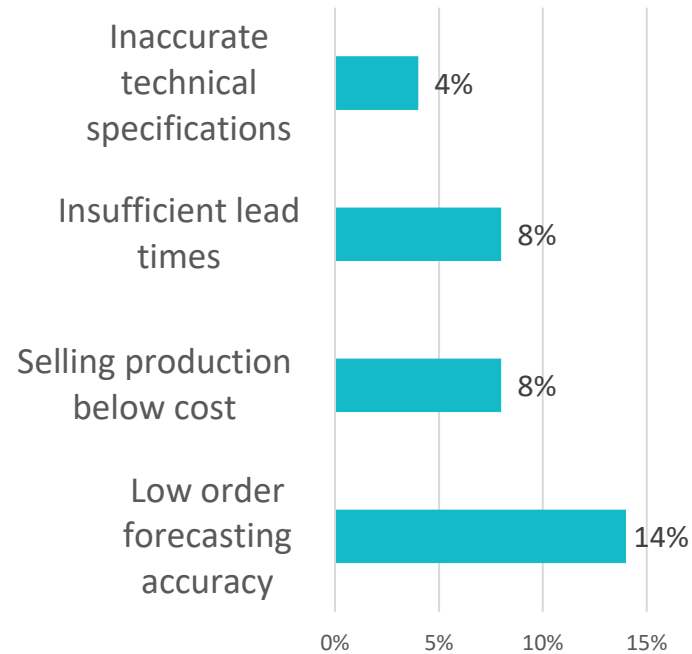 Inaccurate
technical
specifications
4%
Insufficient lead
times
8%
Selling production
below cost
8%
Low order
forecasting
accuracy
14%
0%
5%
10%
15%